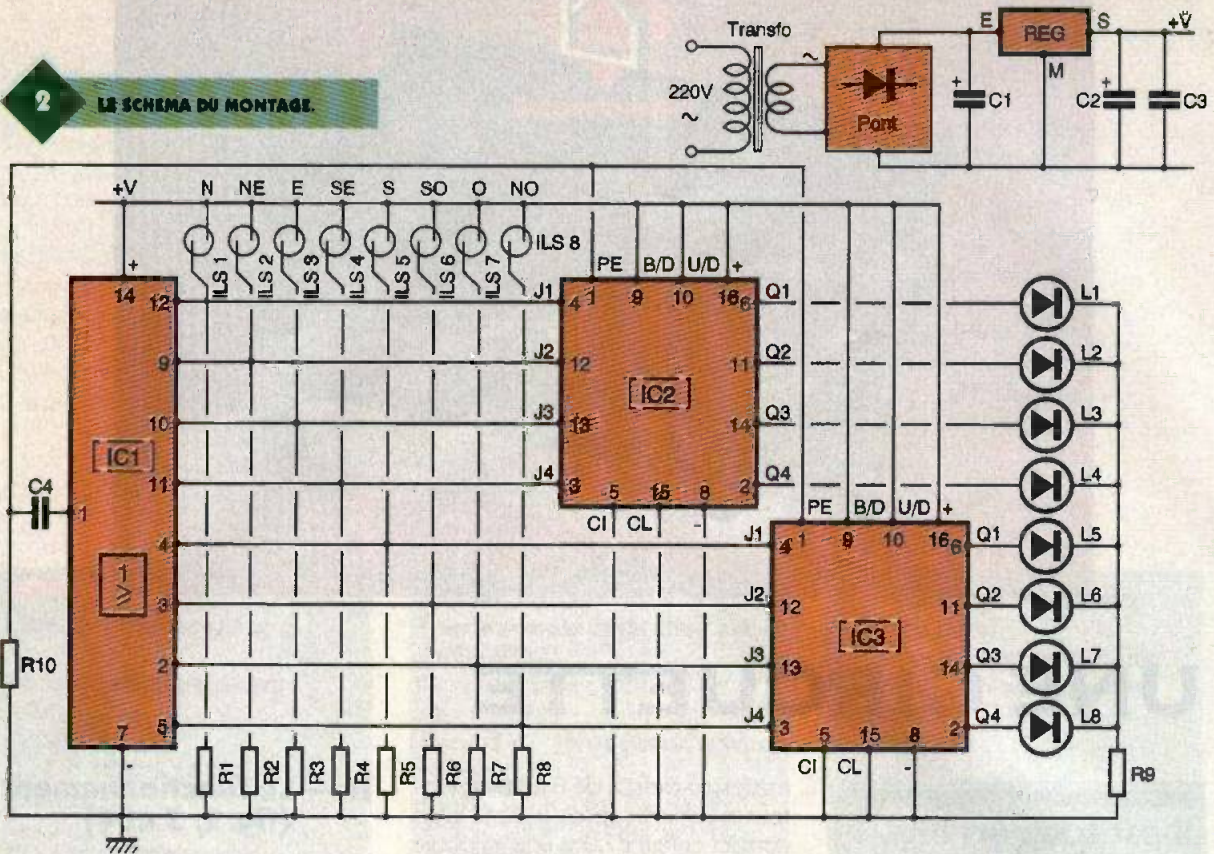 2 LE SCHEMA DU MONTAGE.
Transfo
220V
~
~
Pont
E REG S +V
M
+ C1
+ C2
C3
+V N NE E SE S SO O NO
ILS 1
ILS 2
ILS 3
ILS 4
ILS 5
ILS 6
ILS 7
ILS 8
+
14
12
9
10
11
1
4
3
2
5
7
-
IC1
≥1
C4
R10
R1 R2 R3 R4 R5 R6 R7 R8
PE B/D U/D +
1 9 10 16
J1 4 6 Q1
J2 12 11 Q2
IC2
J3 13 14 Q3
J4 3 2 Q4
5 15 8
CI CL -
PE B/D U/D +
1 9 10 16
J1 4 6 Q1
J2 12 11 Q2
IC3
J3 13 14 Q3
J4 3 2 Q4
5 15 8
CI CL -
L1
L2
L3
L4
L5
L6
L7
L8
R9